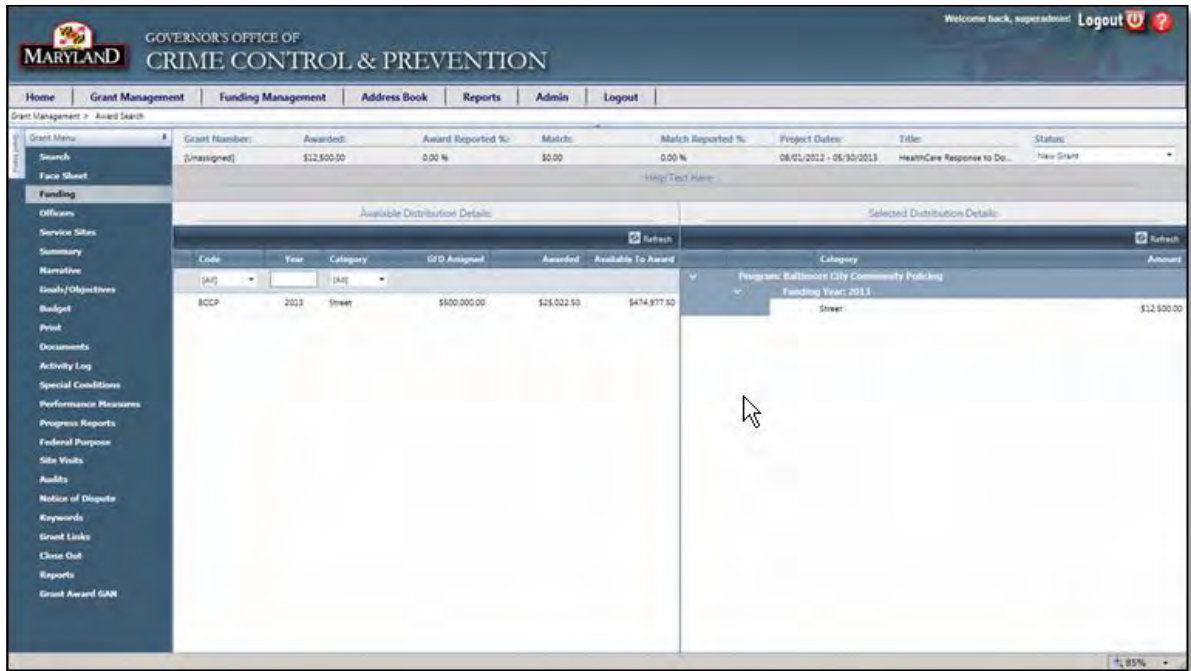 Welcome back, superadmin! Logout
MARYLAND
GOVERNOR'S OFFICE OF
CRIME CONTROL & PREVENTION
Home Grant Management Funding Management Address Book Reports Admin Logout
Grant Management > Award Search
Grant Menu
Search
Face Sheet
Funding
Officers
Service Sites
Summary
Narrative
Goals/Objectives
Budget
Print
Documents
Activity Log
Special Conditions
Performance Measures
Progress Reports
Federal Purpose
Site Visits
Audits
Notice of Dispute
Keywords
Grant Links
Close Out
Reports
Grant Award GAN
Grant Number: Awarded: Award Reported %: Match: Match Reported %: Project Dates: Title: Status:
[Unassigned] $12,500.00 0.00 % $0.00 0.00 % 06/01/2012 - 05/30/2013 HealthCare Response to Do... New Grant
Help Text Here
Available Distribution Details:
Refresh
Code Year Category GFD Assigned Awarded Available To Award
[All] [All]
BCCP 2013 Street $500,000.00 $25,022.50 $474,977.50
Selected Distribution Details:
Refresh
Category Amount
Program: Baltimore City Community Policing
Funding Year: 2013
Street $12,500.00
85%